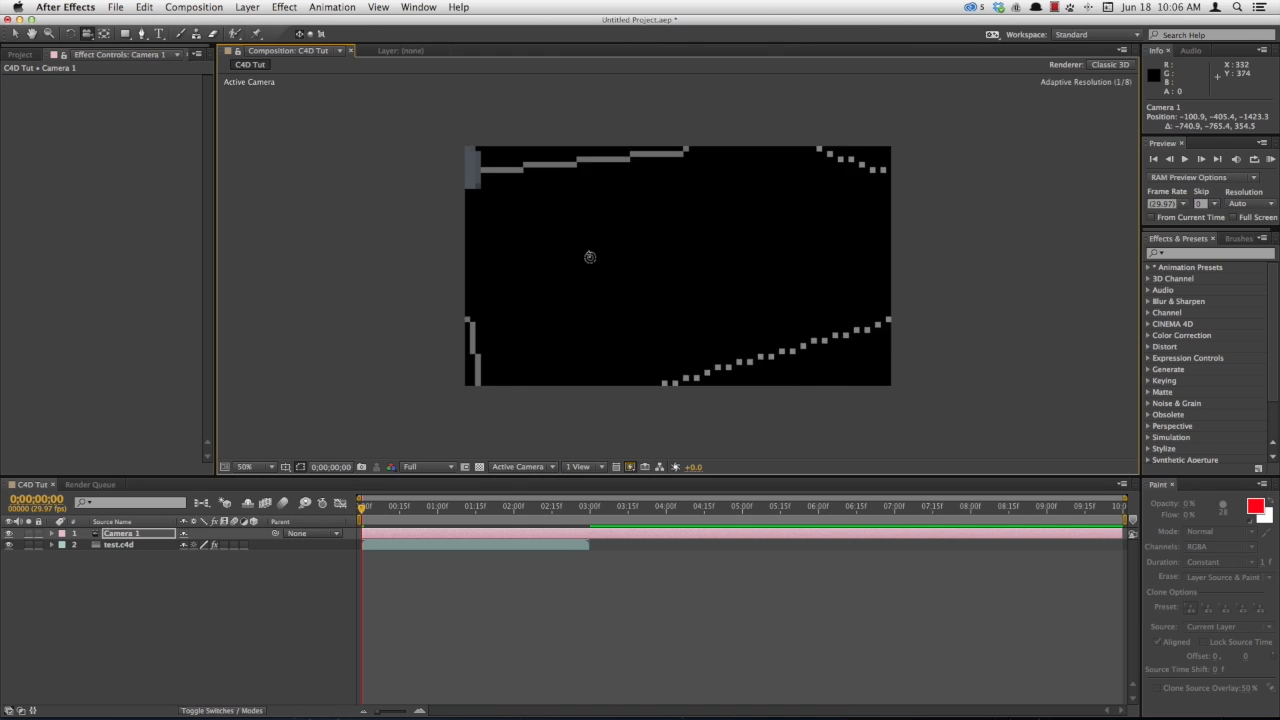 After Effects File Edit Composition Layer Effect Animation View Window Help 5 Jun 18 10:06 AM
Untitled Project.aep *
Workspace: Standard Search Help
Project Effect Controls: Camera 1 Composition: C4D Tut Layer: (none) Info Audio
C4D Tut • Camera 1 C4D Tut Renderer: Classic 3D
Active Camera Adaptive Resolution (1/8)
R: X: 332
G: Y: 374
B:
A: 0
Camera 1
Position: -100.9, -405.4, -1423.3
Δ: -740.9, -765.4, 354.5
Preview
RAM Preview Options
Frame Rate Skip Resolution
(29.97) 0 Auto
From Current Time Full Screen
Effects & Presets Brushes
* Animation Presets
3D Channel
Audio
Blur & Sharpen
Channel
CINEMA 4D
Color Correction
Distort
Expression Controls
Generate
Keying
Matte
Noise & Grain
Obsolete
Perspective
Simulation
Stylize
Synthetic Aperture
50% 0;00;00;00 Full Active Camera 1 View +0.0
C4D Tut Render Queue
0;00;00;00
00000 (29.97 fps)
00f 00:15f 01:00f 01:15f 02:00f 02:15f 03:00f 03:15f 04:00f 04:15f 05:00f 05:15f 06:00f 06:15f 07:00f 07:15f 08:00f 08:15f 09:00f 09:15f 10:0
# Source Name Parent
1 Camera 1 None
2 test.c4d
Toggle Switches / Modes
Paint
Opacity: 0 %
Flow: 0 % 28
Mode: Normal
Channels: RGBA
Duration: Constant 1 f
Erase: Layer Source & Paint
Clone Options
Preset:
Source: Current Layer
Aligned Lock Source Time
Offset: 0 , 0
Source Time Shift: 0 f
Clone Source Overlay: 50 %